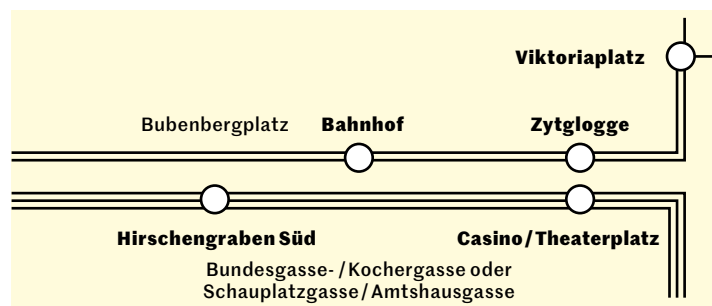 Viktoriaplatz
Bubenbergplatz Bahnhof Zytglogge
Hirschengraben Süd Casino/Theaterplatz
Bundesgasse-/Kochergasse oder
Schauplatzgasse/Amtshausgasse